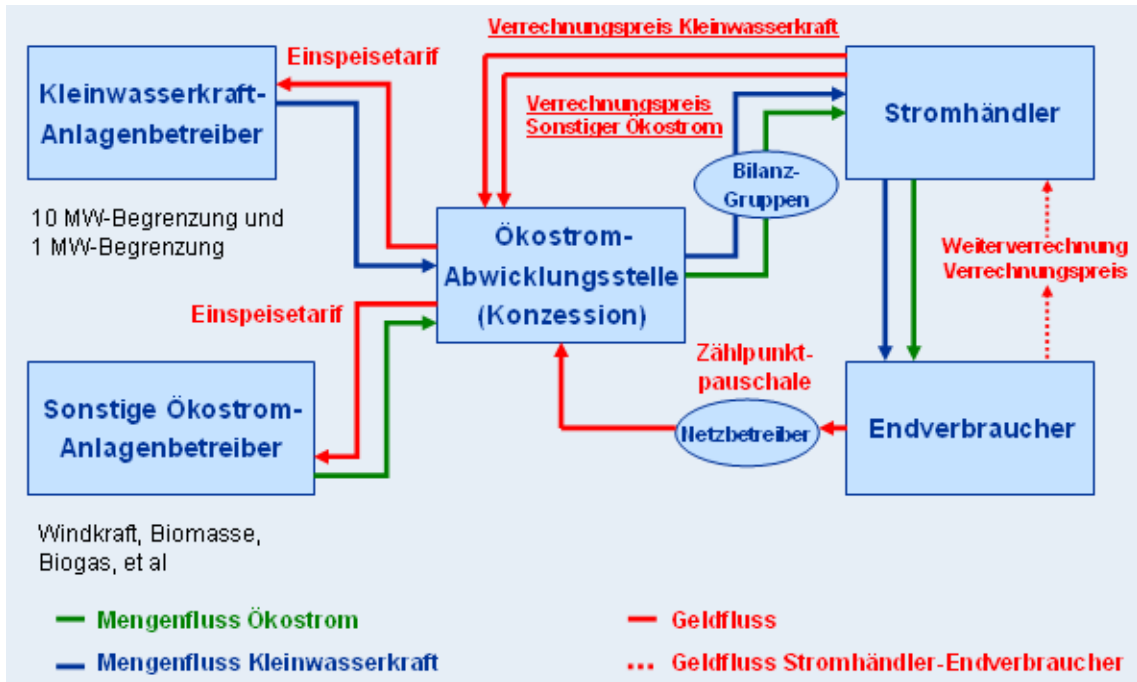 Verrechnungspreis Kleinwasserkraft
Einspeisetarif
Kleinwasserkraft-
Anlagenbetreiber
Verrechnungspreis
Sonstiger Ökostrom
Stromhändler
Bilanz-
Gruppen
10 MW-Begrenzung und
1 MW-Begrenzung
Ökostrom-
Abwicklungsstelle
(Konzession)
Weiterverrechnung
Verrechnungspreis
Einspeisetarif
Zählpunkt-
pauschale
Sonstige Ökostrom-
Anlagenbetreiber
Netzbetreiber
Endverbraucher
Windkraft, Biomasse,
Biogas, et al
Mengenfluss Ökostrom
Geldfluss
Mengenfluss Kleinwasserkraft
Geldfluss Stromhändler-Endverbraucher